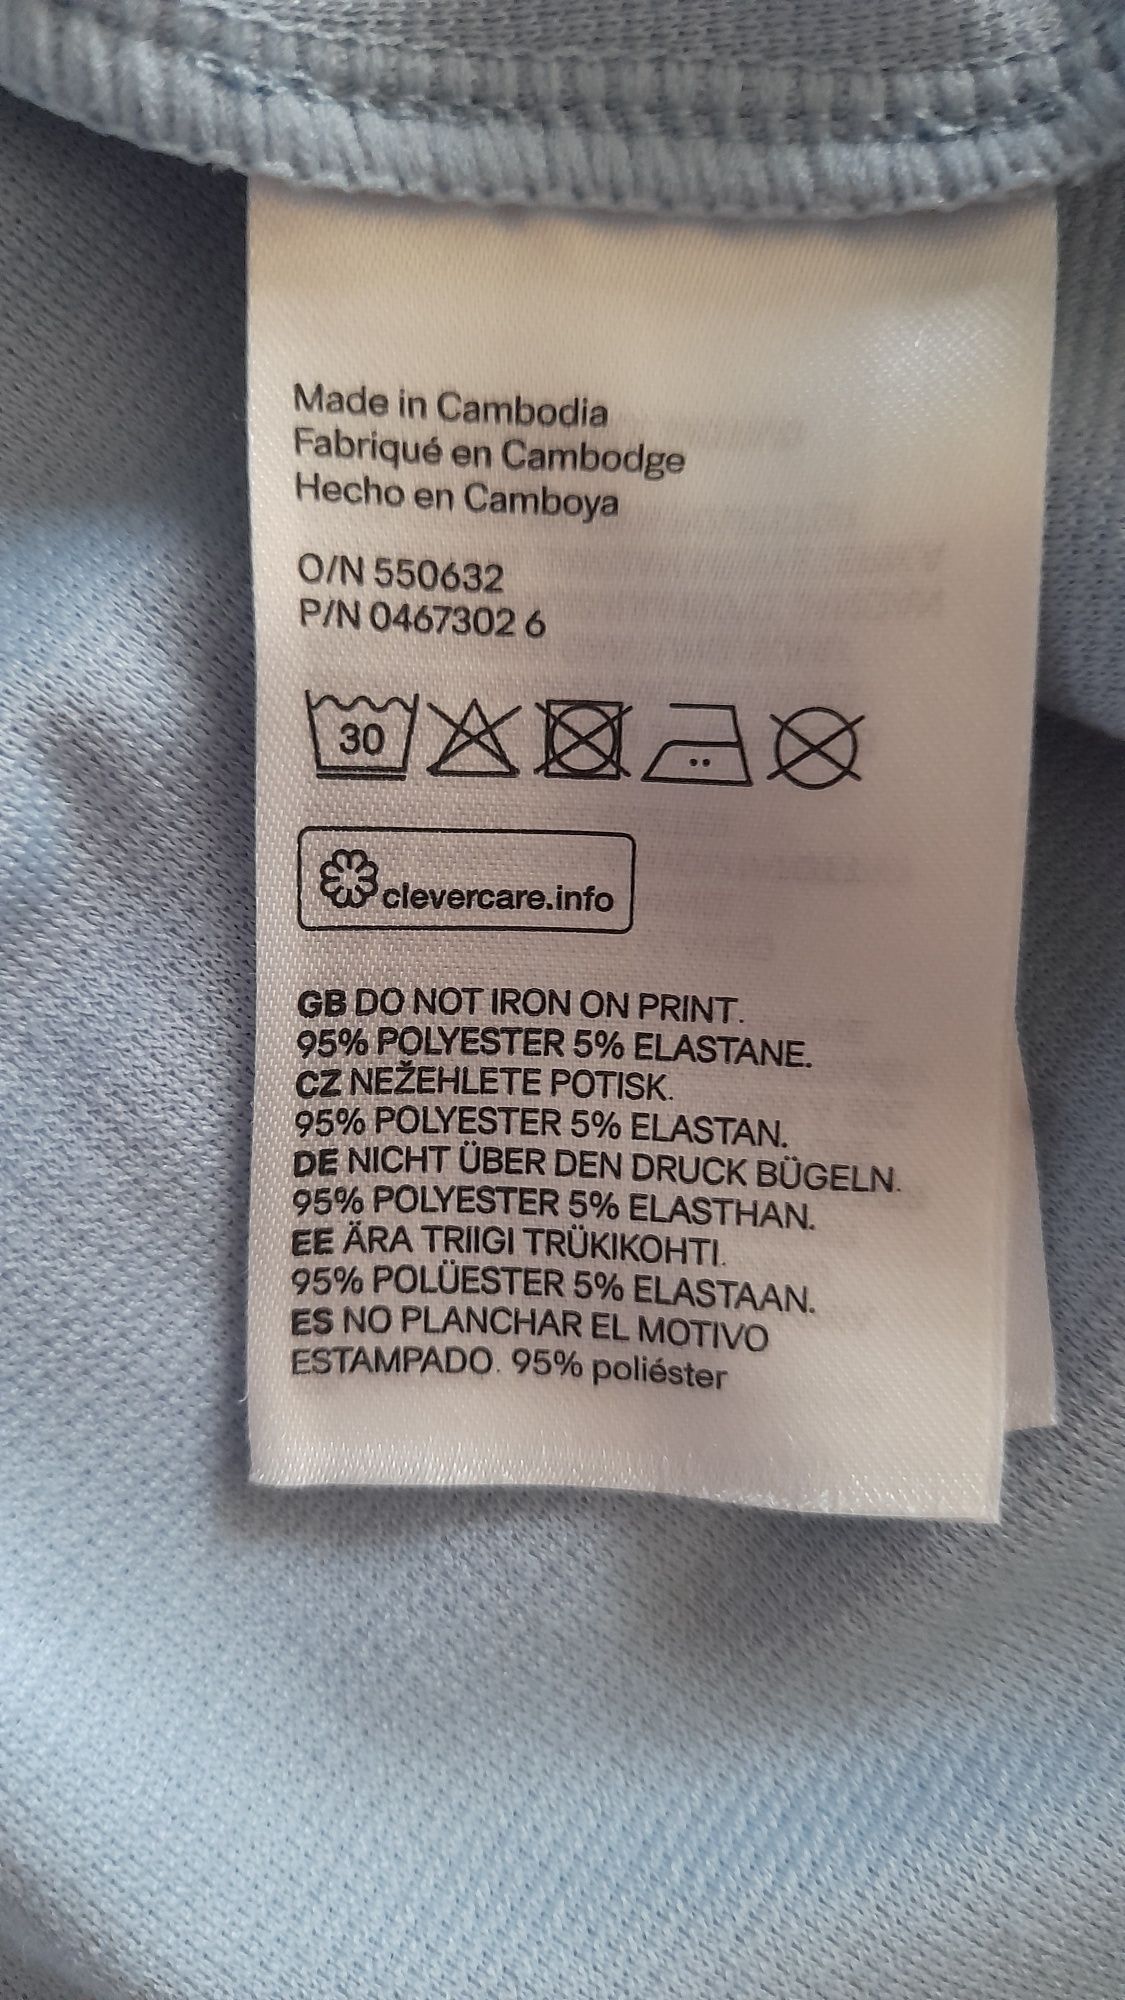 Made in Cambodia
Fabriqué en Cambodge
Hecho en Camboya
O/N 550632
P/N 0467302 6
30
clevercare.info
GB DO NOT IRON ON PRINT.
95% POLYESTER 5% ELASTANE.
CZ NEŽEHLETE POTISK.
95% POLYESTER 5% ELASTAN.
DE NICHT ÜBER DEN DRUCK BÜGELN.
95% POLYESTER 5% ELASTHAN.
EE ÄRA TRIIGI TRÜKIKOHTI.
95% POLÜESTER 5% ELASTAAN.
ES NO PLANCHAR EL MOTIVO
ESTAMPADO. 95% poliéster